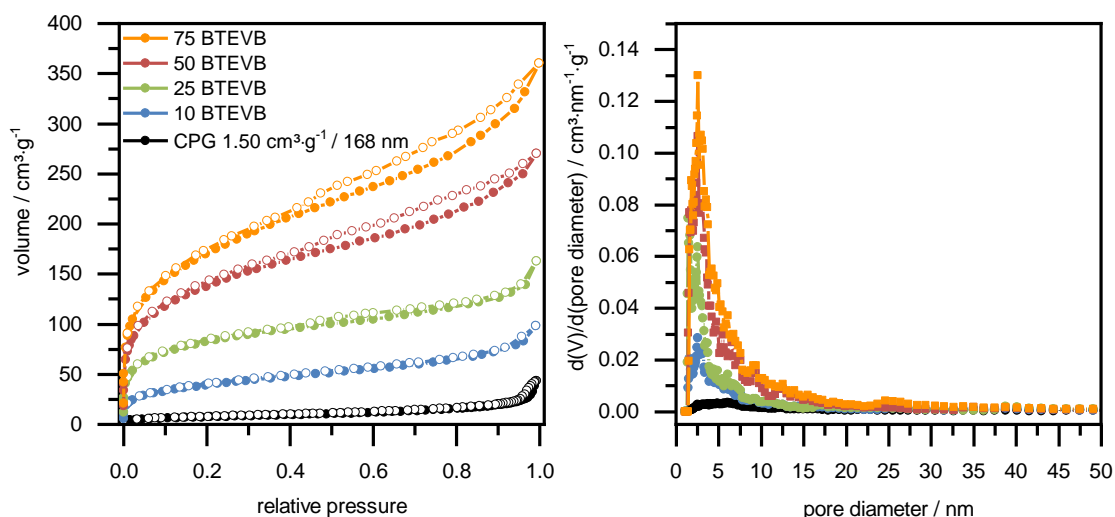 400
350
300
250
200
150
100
50
0
volume / cm³·g⁻¹
75 BTEVB
50 BTEVB
25 BTEVB
10 BTEVB
CPG 1.50 cm³·g⁻¹ / 168 nm
0.0 0.2 0.4 0.6 0.8 1.0
relative pressure
0.14
0.12
0.10
0.08
0.06
0.04
0.02
0.00
d(V)/d(pore diameter) / cm³·nm⁻¹·g⁻¹
0 5 10 15 20 25 30 35 40 45 50
pore diameter / nm